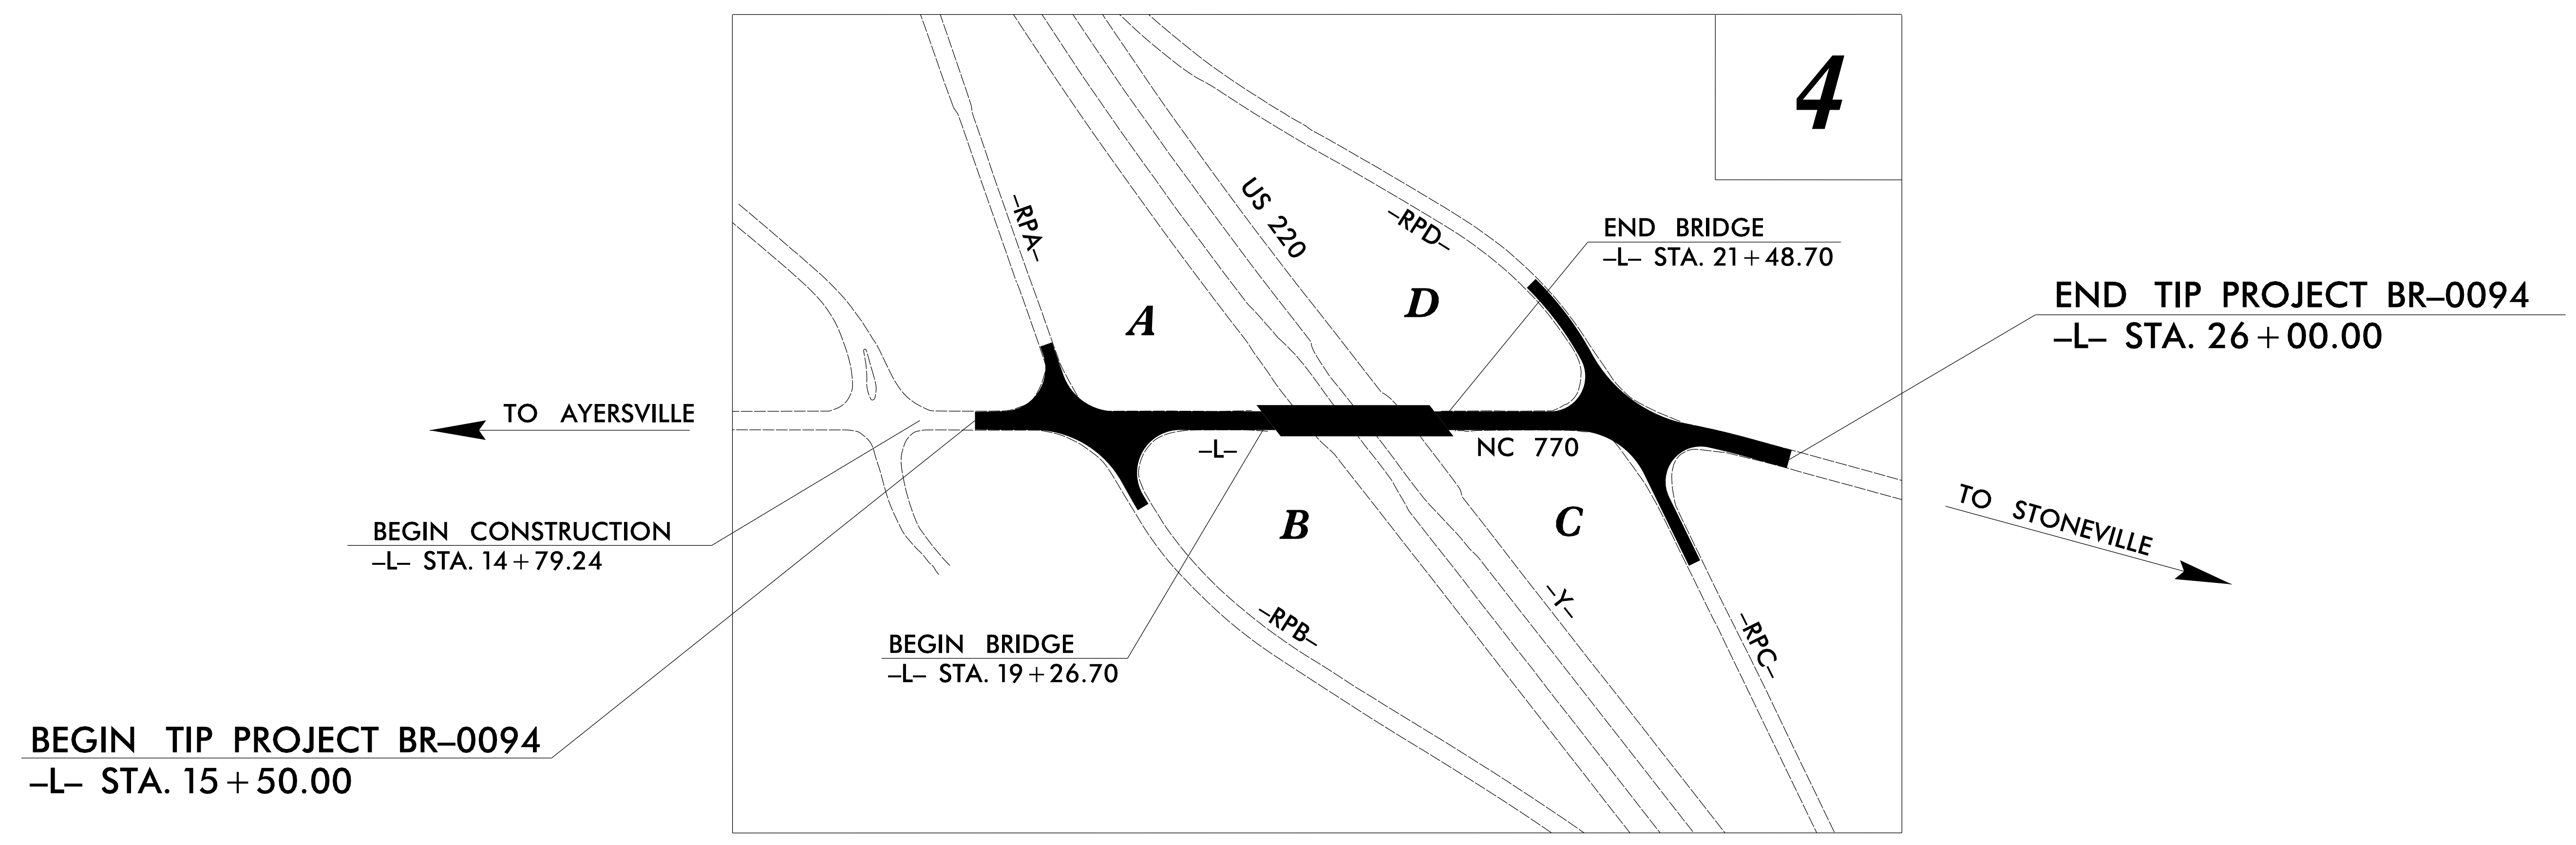 4
–RPA–
US 220
–RPD–
END BRIDGE
–L– STA. 21+48.70
END TIP PROJECT BR–0094
–L– STA. 26+00.00
A
D
TO AYERSVILLE
–L–
NC 770
BEGIN CONSTRUCTION
–L– STA. 14+79.24
B
C
TO STONEVILLE
–Y–
–RPB–
–RPC–
BEGIN BRIDGE
–L– STA. 19+26.70
BEGIN TIP PROJECT BR–0094
–L– STA. 15+50.00